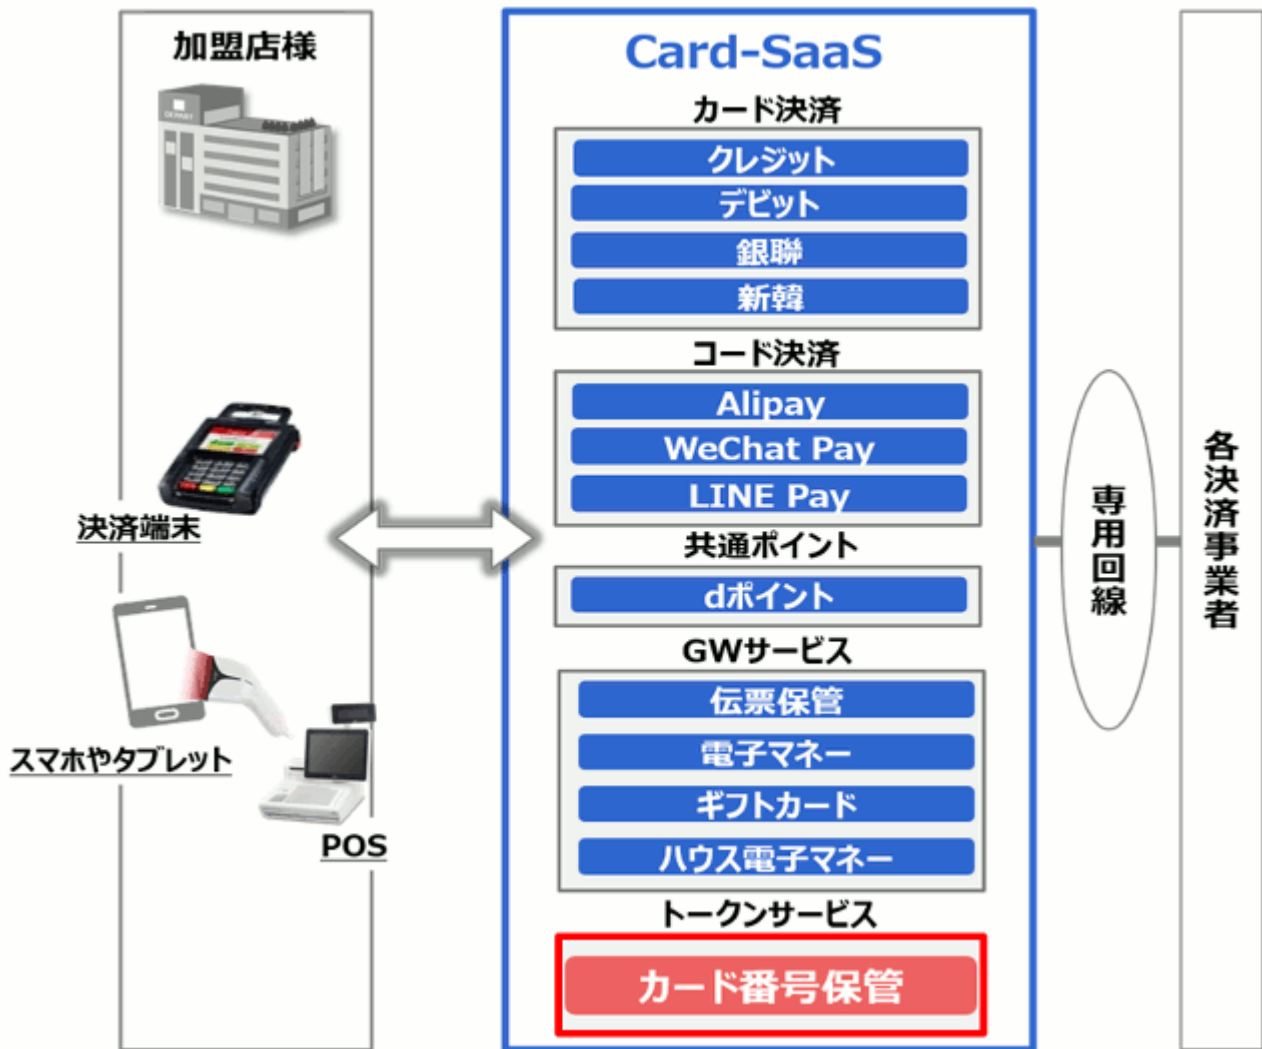 加盟店様
DEPART
決済端末
スマホやタブレット
POS
Card-SaaS
カード決済
クレジット
デビット
銀聯
新韓
コード決済
Alipay
WeChat Pay
LINE Pay
共通ポイント
dポイント
GWサービス
伝票保管
電子マネー
ギフトカード
ハウス電子マネー
トークンサービス
カード番号保管
専用回線
各決済事業者